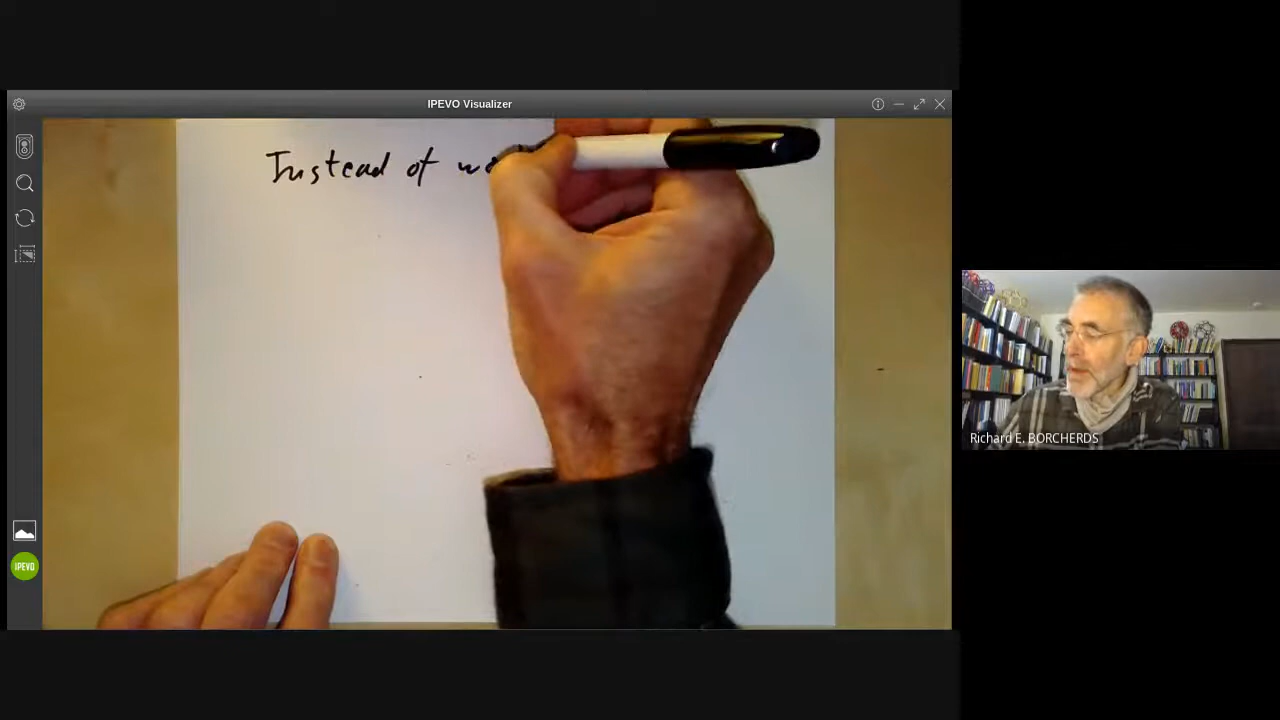 IPEVO Visualizer
Instead of
IPEVO
Richard E. BORCHERDS